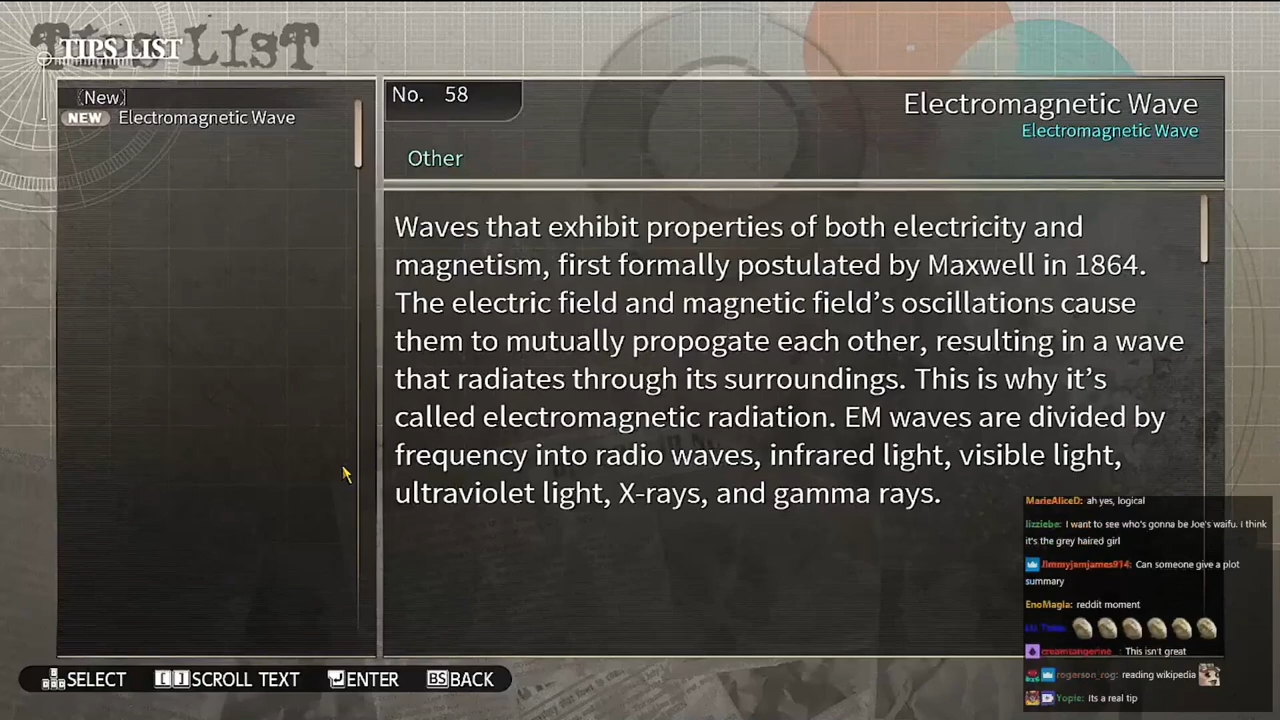 TIPS LIST
TIPS LIST
[New]
NEW Electromagnetic Wave
No. 58
Electromagnetic Wave
Electromagnetic Wave
Other
Waves that exhibit properties of both electricity and
magnetism, first formally postulated by Maxwell in 1864.
The electric field and magnetic field's oscillations cause
them to mutually propogate each other, resulting in a wave
that radiates through its surroundings. This is why it's
called electromagnetic radiation. EM waves are divided by
frequency into radio waves, infrared light, visible light,
ultraviolet light, X-rays, and gamma rays.
MarieAliceD: ah yes, logical
lizziebe: I want to see who's gonna be Joe's waifu. I think
it's the grey haired girl
Jimmyjamjames914: Can someone give a plot
summary
EnoMagla: reddit moment
creamtangerine : This isn't great
rogerson_rog: reading wikipedia
Yopie: its a real tip
SELECT
SCROLL TEXT
ENTER
BS BACK